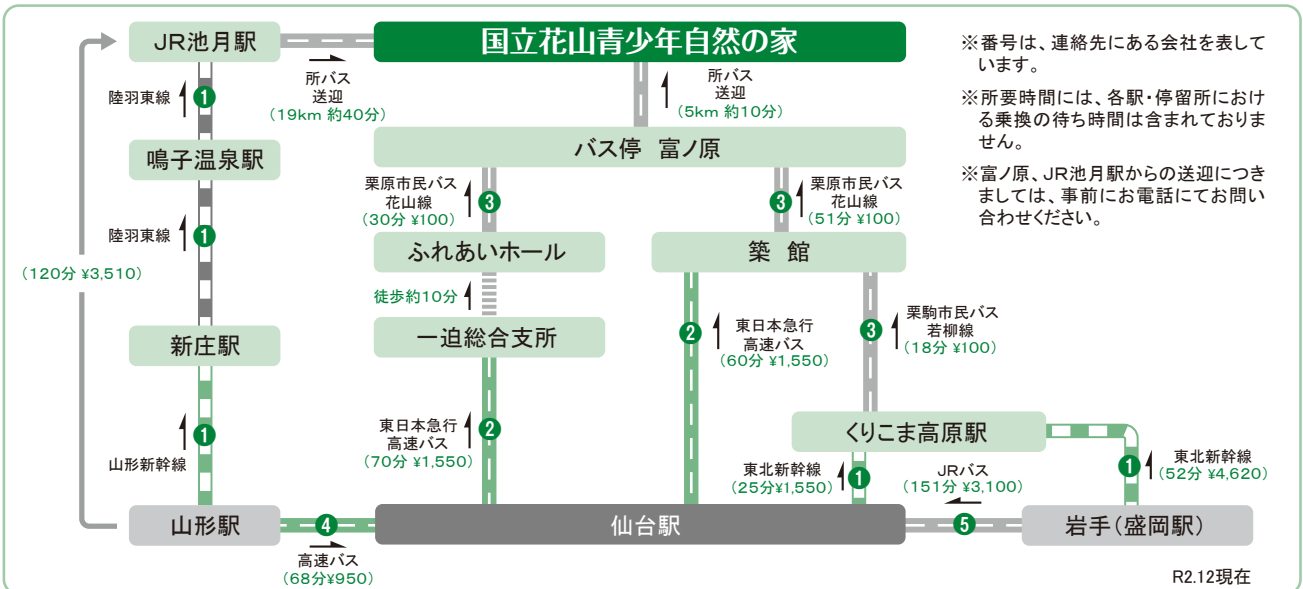 JR池月駅
国立花山青少年自然の家
※番号は、連絡先にある会社を表して
います。
※所要時間には、各駅・停留所におけ
る乗換の待ち時間は含まれておりま
せん。
※富ノ原、JR池月駅からの送迎につき
ましては、事前にお電話にてお問い
合わせください。
所バス
送迎
(19km 約40分)
所バス
送迎
(5km 約10分)
陸羽東線
1
鳴子温泉駅
バス停 富ノ原
栗原市民バス
花山線
(30分 ¥100)
3
3
栗原市民バス
花山線
(51分 ¥100)
陸羽東線
1
(120分 ¥3,510)
ふれあいホール
築 館
徒歩約10分
新庄駅
一迫総合支所
2
東日本急行
高速バス
(60分 ¥1,550)
3
栗駒市民バス
若柳線
(18分 ¥100)
山形新幹線
1
東日本急行
高速バス
(70分 ¥1,550)
2
くりこま高原駅
東北新幹線
(25分¥1,550)
1
JRバス
(151分 ¥3,100)
1
東北新幹線
(52分 ¥4,620)
山形駅
4
高速バス
(68分¥950)
仙台駅
5
岩手(盛岡駅)
R2.12現在